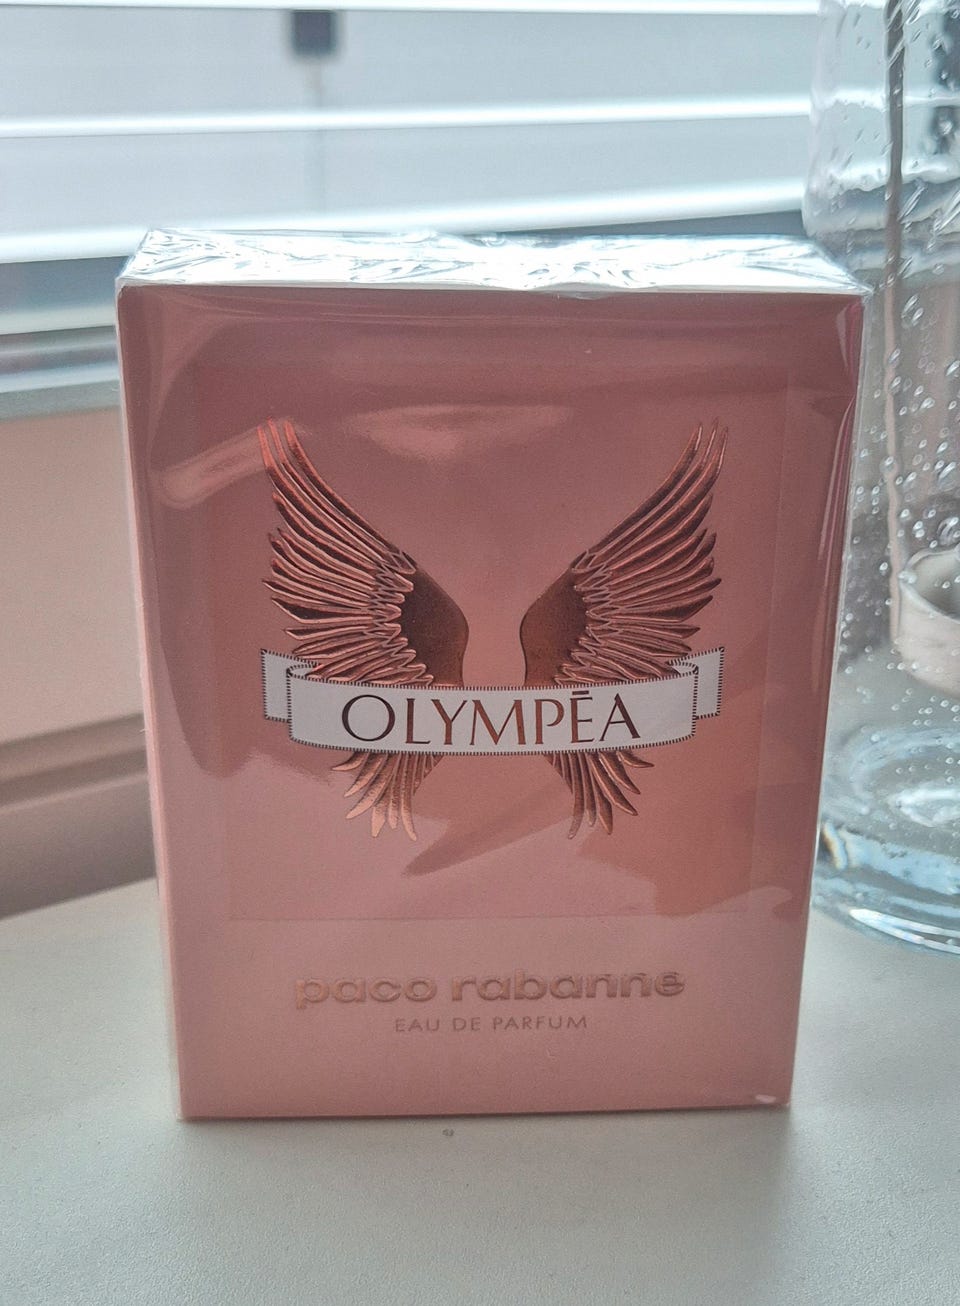 OLYMPĒA
paco rabanne
EAU DE PARFUM